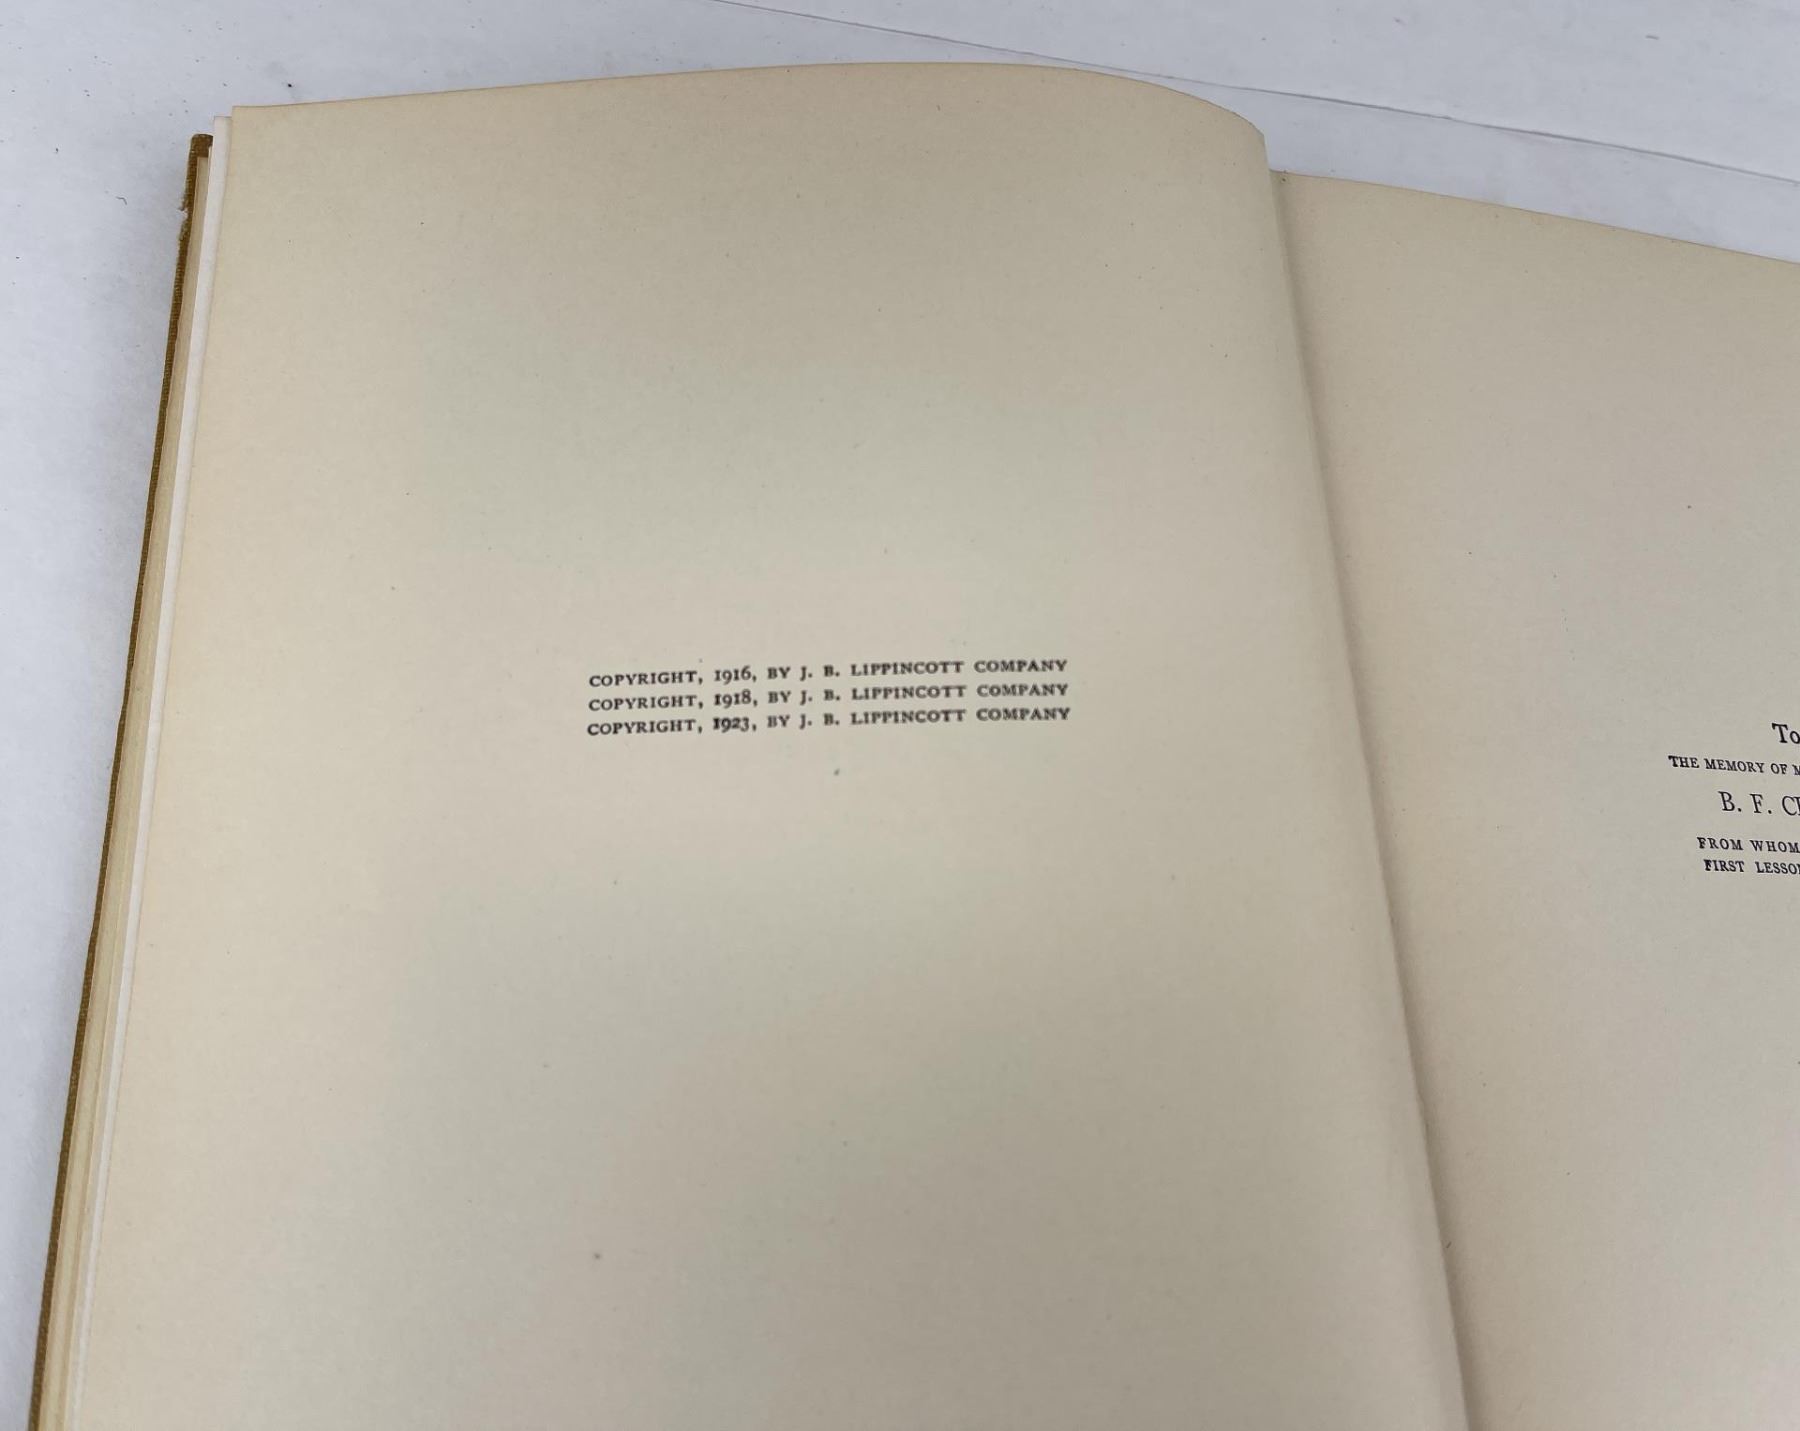 COPYRIGHT, 1916, BY J. B. LIPPINCOTT COMPANY
COPYRIGHT, 1918, BY J. B. LIPPINCOTT COMPANY
COPYRIGHT, 1923, BY J. B. LIPPINCOTT COMPANY
To
THE MEMORY OF
B. F.
FROM WHOM
FIRST